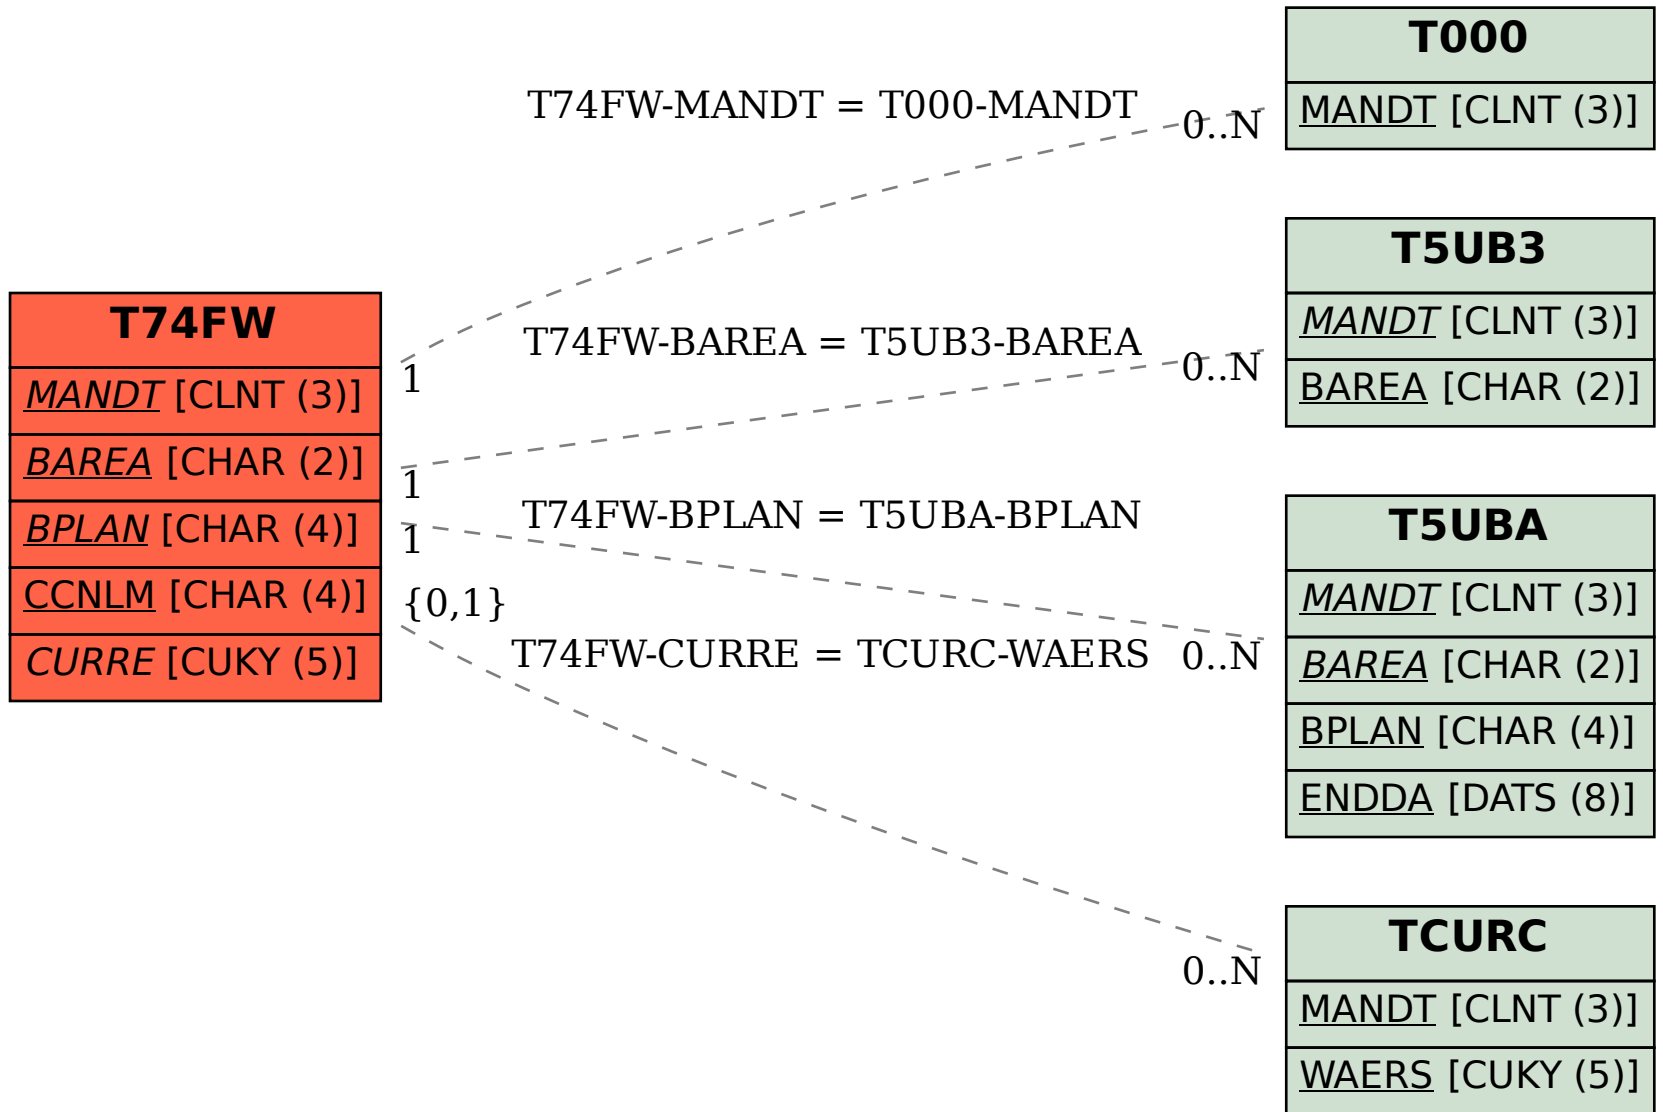 T74FW
MANDT [CLNT (3)]
BAREA [CHAR (2)]
BPLAN [CHAR (4)]
CCNLM [CHAR (4)]
CURRE [CUKY (5)]
T74FW-MANDT = T000-MANDT
0..N
1
T74FW-BAREA = T5UB3-BAREA
0..N
1
T74FW-BPLAN = T5UBA-BPLAN
1
0..N
{0,1}
T74FW-CURRE = TCURC-WAERS
0..N
T000
MANDT [CLNT (3)]
T5UB3
MANDT [CLNT (3)]
BAREA [CHAR (2)]
T5UBA
MANDT [CLNT (3)]
BAREA [CHAR (2)]
BPLAN [CHAR (4)]
ENDDA [DATS (8)]
TCURC
MANDT [CLNT (3)]
WAERS [CUKY (5)]